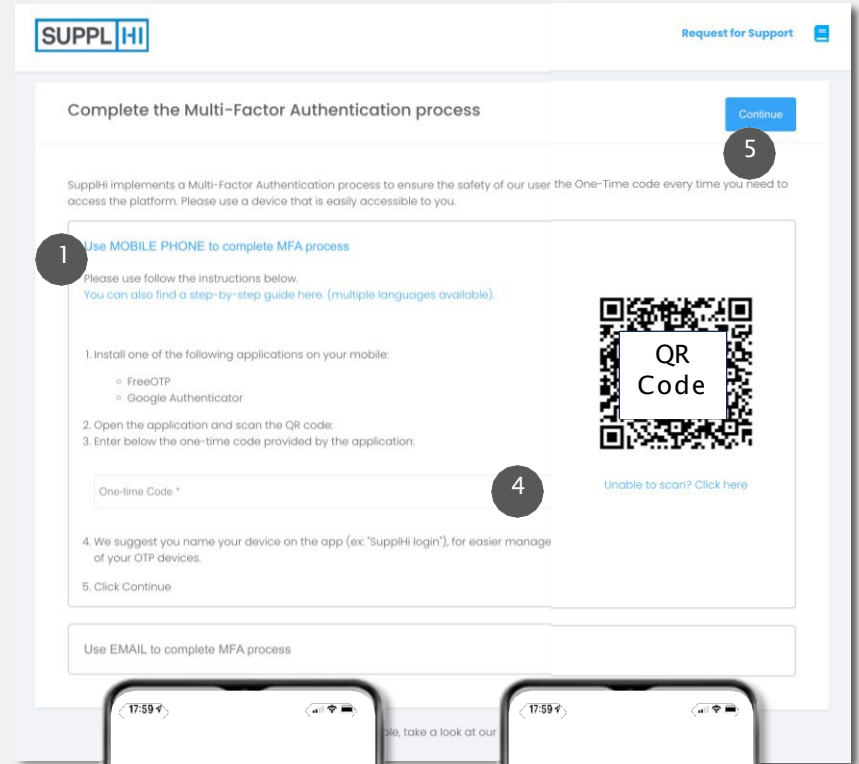 SUPPL HI
Request for Support
Complete the Multi-Factor Authentication process
Continue
5
SupplHi implements a Multi-Factor Authentication process to ensure the safety of our user the One-Time code every time you need to
access the platform. Please use a device that is easily accessible to you.
1
Use MOBILE PHONE to complete MFA process
Please use follow the instructions below.
You can also find a step-by-step guide here. (multiple languages available).
1. Install one of the following applications on your mobile:
FreeOTP
Google Authenticator
2. Open the application and scan the QR code:
3. Enter below the one-time code provided by the application:
QR
Code
One-time Code *
4
Unable to scan? Click here
4. We suggest you name your device on the app (ex: "SupplHi login"), for easier manage
of your OTP devices.
5. Click Continue
Use EMAIL to complete MFA process
17:59
17:59
take a look at our